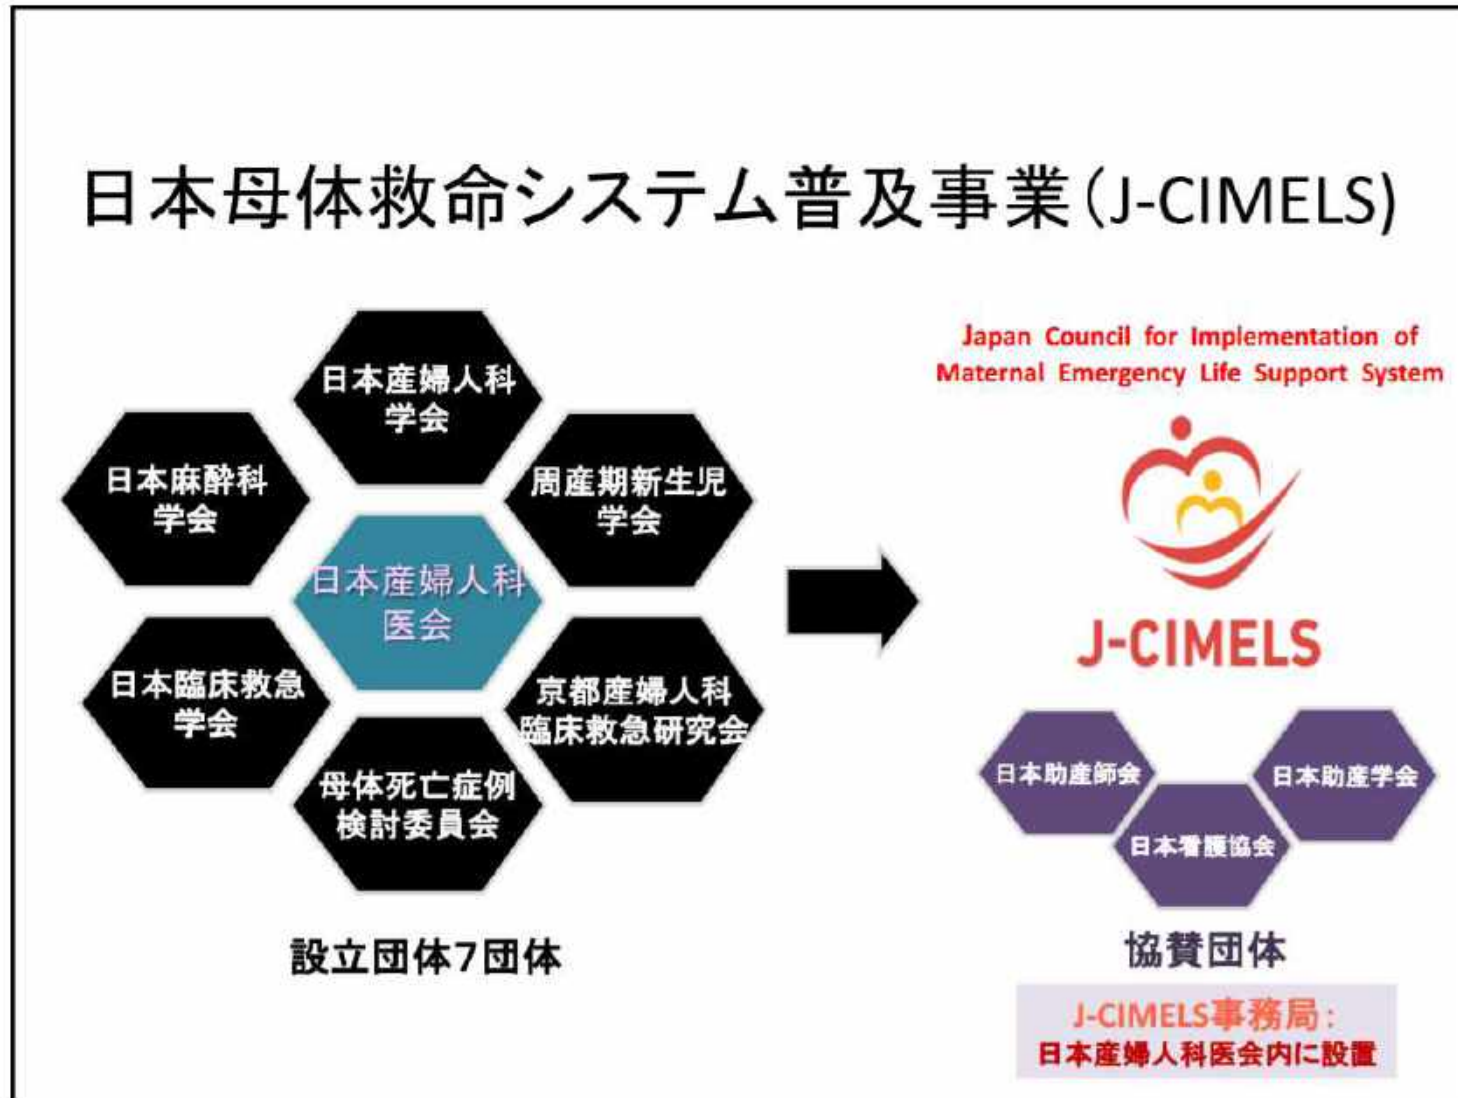 日本母体救命システム普及事業(J-CIMELS)
日本産婦人科
学会
日本麻酔科
学会
周産期新生児
学会
日本産婦人科
医会
日本臨床救急
学会
京都産婦人科
臨床救急研究会
母体死亡症例
検討委員会
設立団体7団体
Japan Council for Implementation of
Maternal Emergency Life Support System
J-CIMELS
日本助産師会
日本助産学会
日本看護協会
協賛団体
J-CIMELS事務局:
日本産婦人科医会内に設置